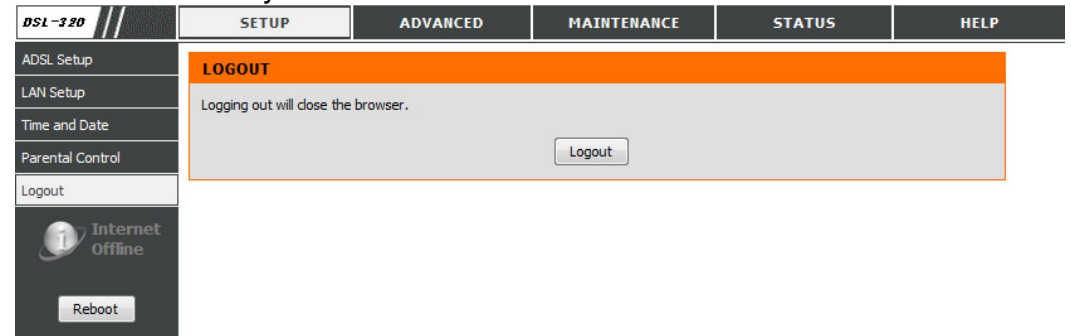 DSL-320
SETUP
ADVANCED
MAINTENANCE
STATUS
HELP
ADSL Setup
LAN Setup
Time and Date
Parental Control
Logout
Internet
Offline
Reboot
LOGOUT
Logging out will close the browser.
Logout